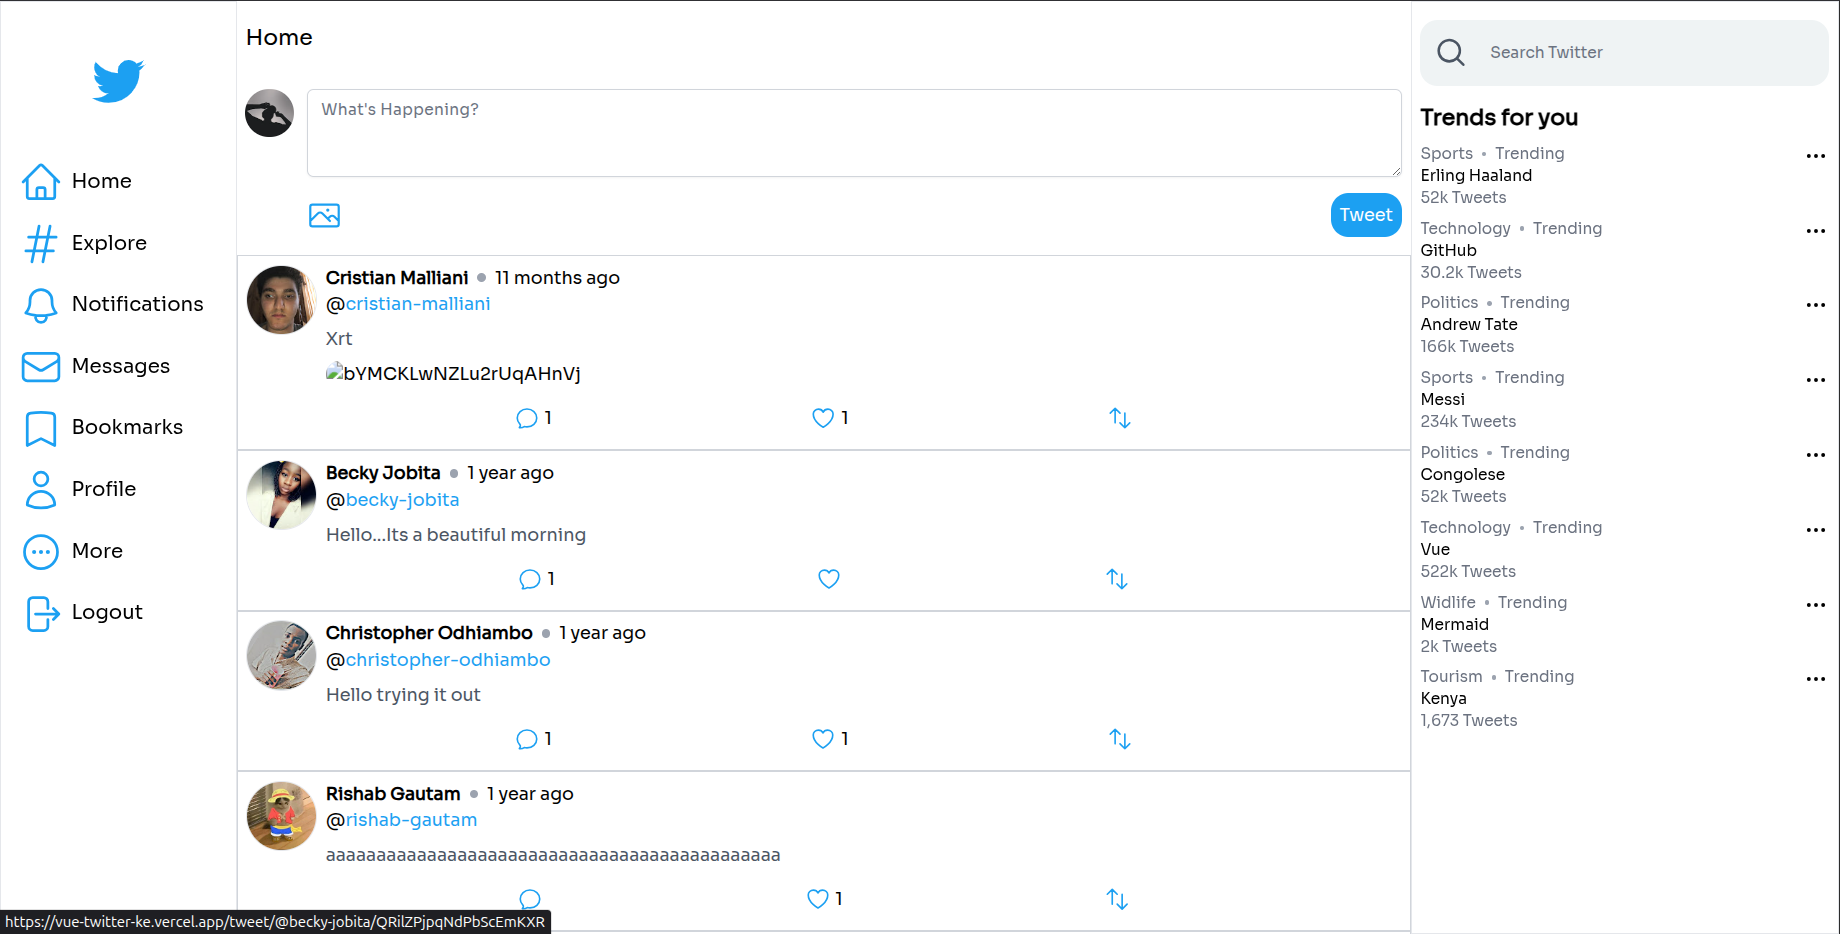 Home
Explore
Notifications
Messages
Bookmarks
Profile
More
Logout
Home
What's Happening?
Tweet
Cristian Malliani • 11 months ago
@cristian-malliani
Xrt
bYMCKLwNZLu2rUqAHnVj
1 1
Becky Jobita • 1 year ago
@becky-jobita
Hello...Its a beautiful morning
1
Christopher Odhiambo • 1 year ago
@christopher-odhiambo
Hello trying it out
1 1
Rishab Gautam • 1 year ago
@rishab-gautam
aaaaaaaaaaaaaaaaaaaaaaaaaaaaaaaaaaaaaaaaaaaaa
1
Search Twitter
Trends for you
Sports • Trending
Erling Haaland
52k Tweets
Technology • Trending
GitHub
30.2k Tweets
Politics • Trending
Andrew Tate
166k Tweets
Sports • Trending
Messi
234k Tweets
Politics • Trending
Congolese
52k Tweets
Technology • Trending
Vue
522k Tweets
Widlife • Trending
Mermaid
2k Tweets
Tourism • Trending
Kenya
1,673 Tweets
https://vue-twitter-ke.vercel.app/tweet/@becky-jobita/QRilZPjpqNdPbScEmKXR